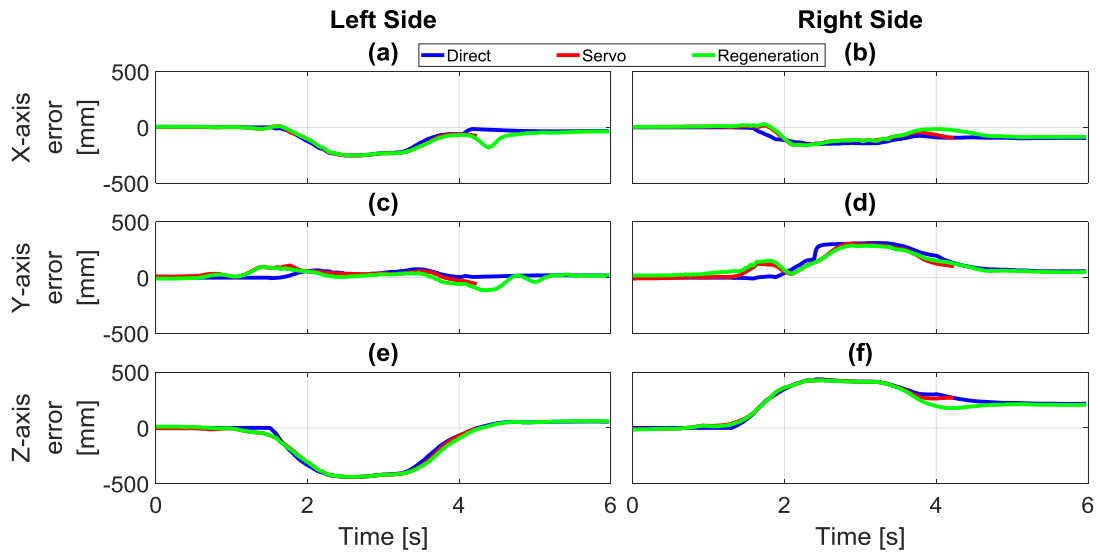 Left Side
Right Side
(a)
Direct
Servo
Regeneration
(b)
X-axis
error
[mm]
500
0
-500
(c)
(d)
Y-axis
error
[mm]
500
0
-500
(e)
(f)
Z-axis
error
[mm]
500
0
-500
0
2
4
6
0
2
4
6
Time [s]
Time [s]